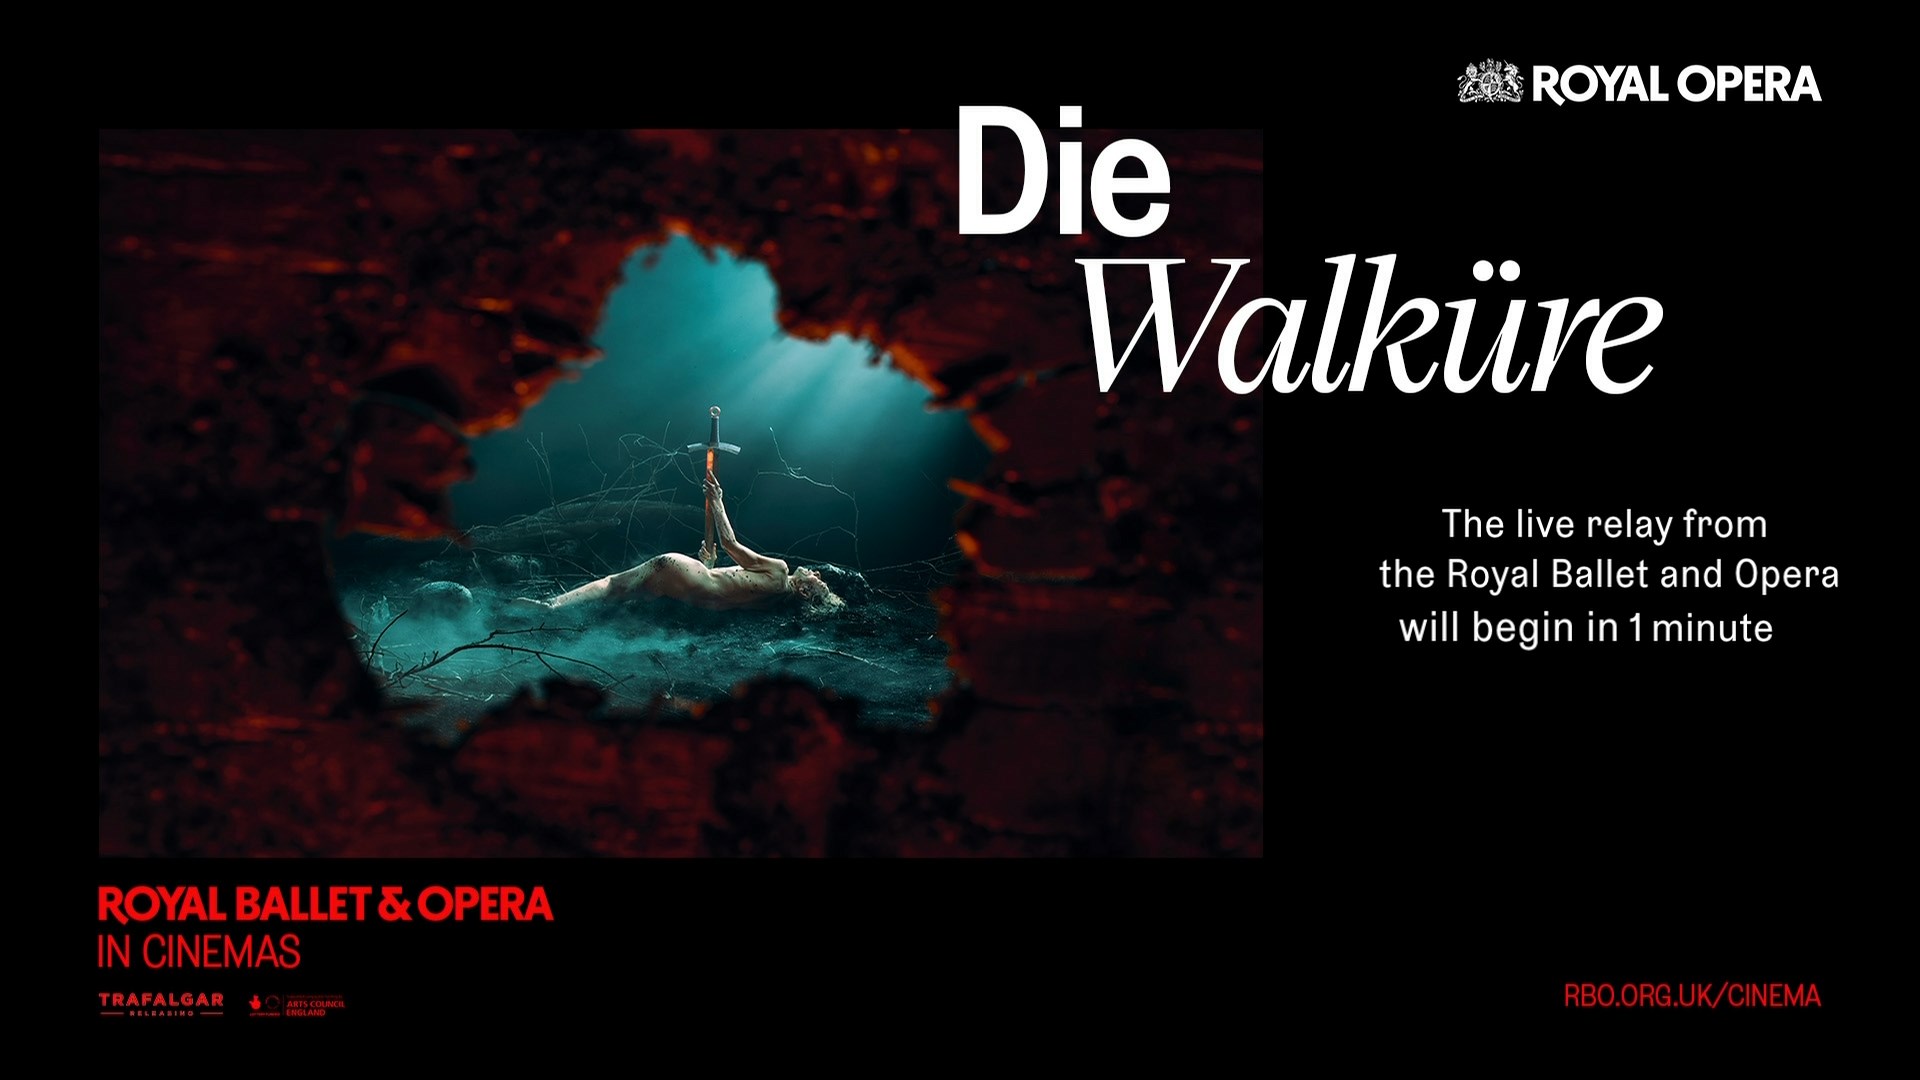 ROYAL OPERA
Die
Walküre
The live relay from
the Royal Ballet and Opera
will begin in 1 minute
ROYAL BALLET & OPERA
IN CINEMAS
TRAFALGAR
RELEASING
ARTS COUNCIL
ENGLAND
RBO.ORG.UK/CINEMA